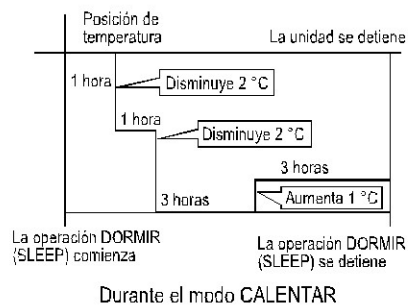 Posición de
temperatura
La unidad se detiene
1 hora
Disminuye 2 °C
1 hora
Disminuye 2 °C
3 horas
3 horas
Aumenta 1 °C
La operación DORMIR
(SLEEP) comienza
La operación DORMIR
(SLEEP) se detiene
Durante el modo CALENTAR